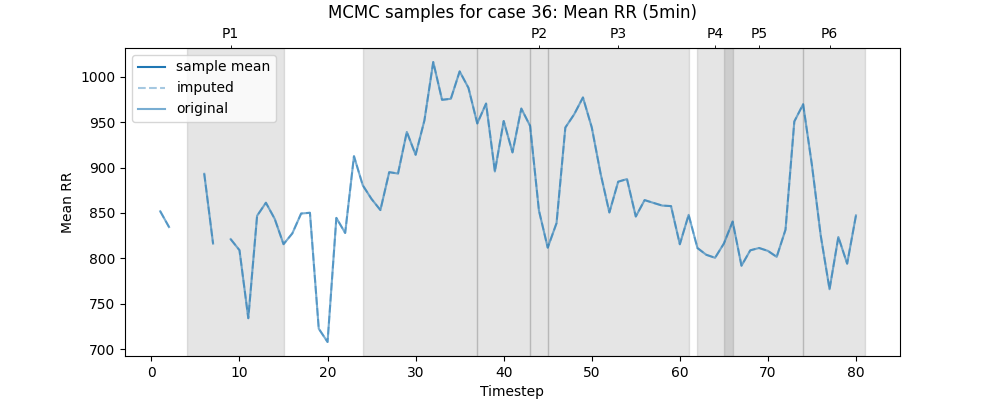 MCMC samples for case 36: Mean RR (5min)
P1 P2 P3 P4 P5 P6
sample mean
imputed
original
1000
950
900
850
800
750
700
Mean RR
0 10 20 30 40 50 60 70 80
Timestep